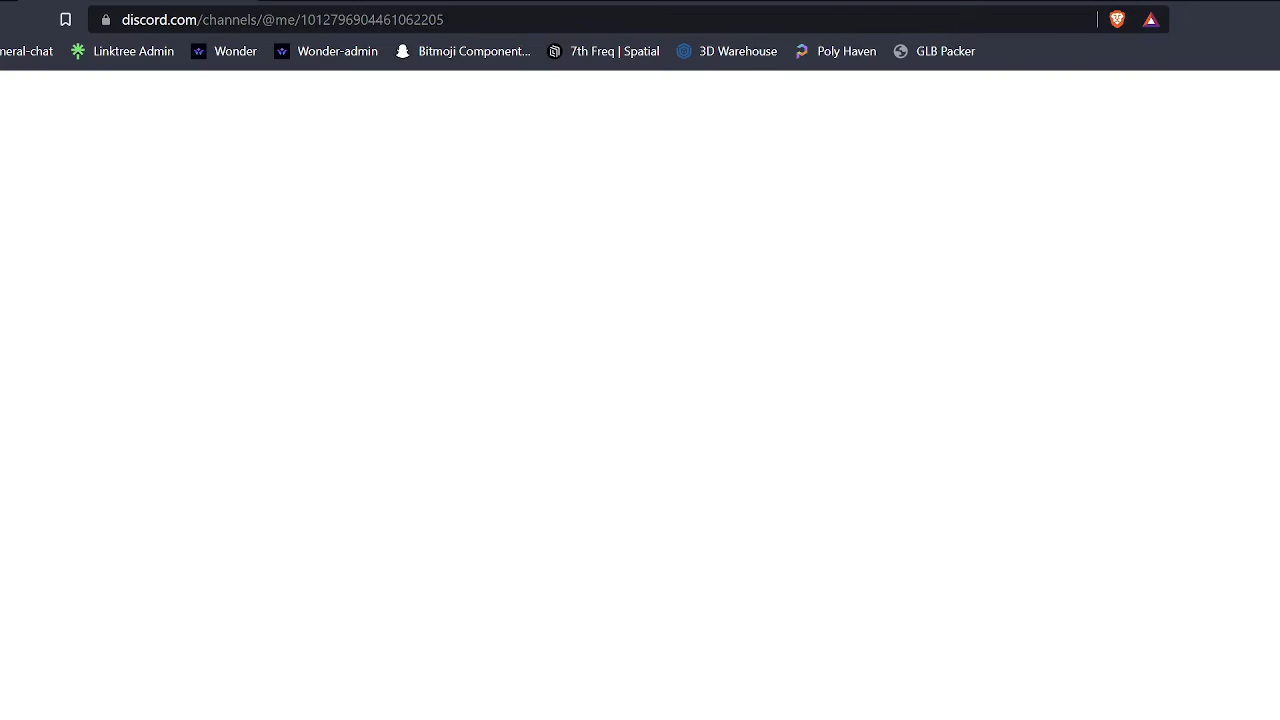 discord.com/channels/@me/1012796904461062205
neral-chat Linktree Admin Wonder Wonder-admin Bitmoji Component... 7th Freq | Spatial 3D Warehouse Poly Haven GLB Packer